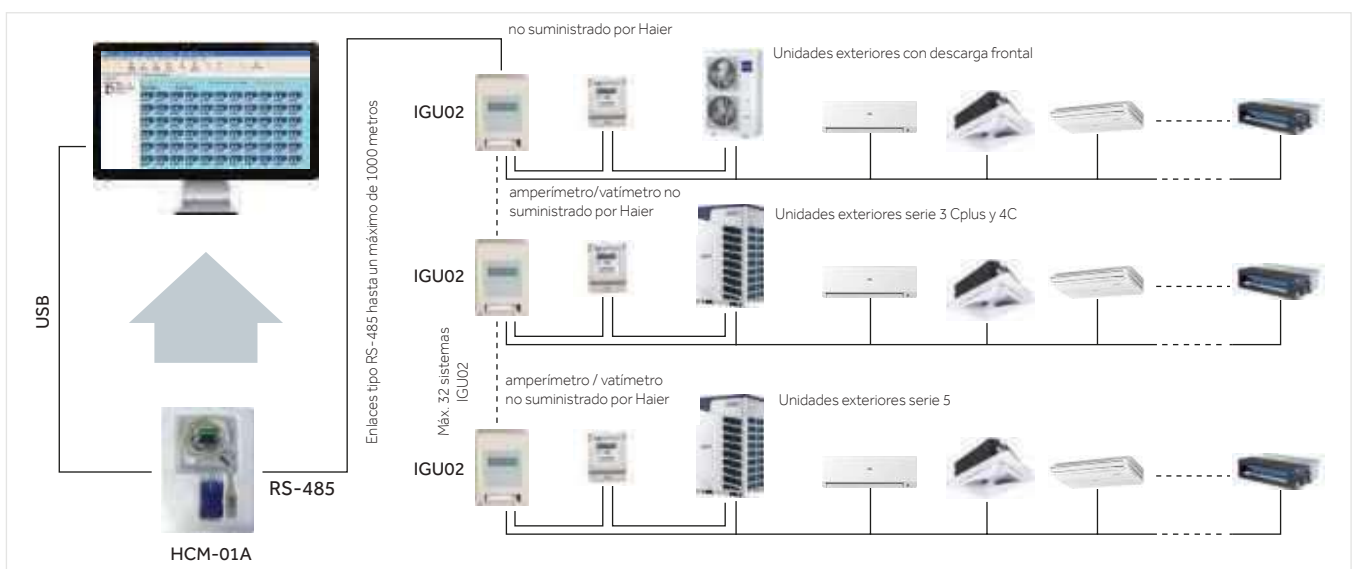 no suministrado por Haier
Unidades exteriores con descarga frontal
IGU02
Enlaces tipo RS-485 hasta un máximo de 1000 metros
amperímetro/vatímetro no
suministrado por Haier
Unidades exteriores serie 3 Cplus y 4C
IGU02
USB
Máx. 32 sistemas
IGU02
amperímetro / vatímetro
no suministrado por Haier
Unidades exteriores serie 5
IGU02
RS-485
HCM-01A